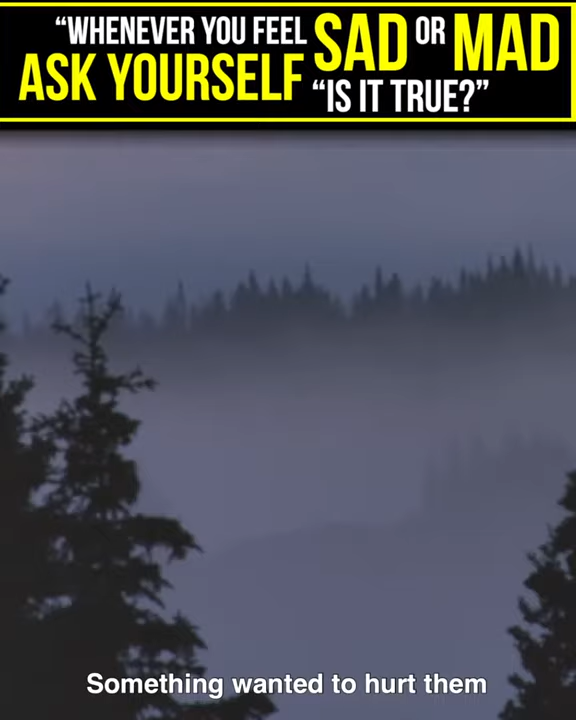 “WHENEVER YOU FEEL SAD OR MAD
ASK YOURSELF “IS IT TRUE?”
Something wanted to hurt them